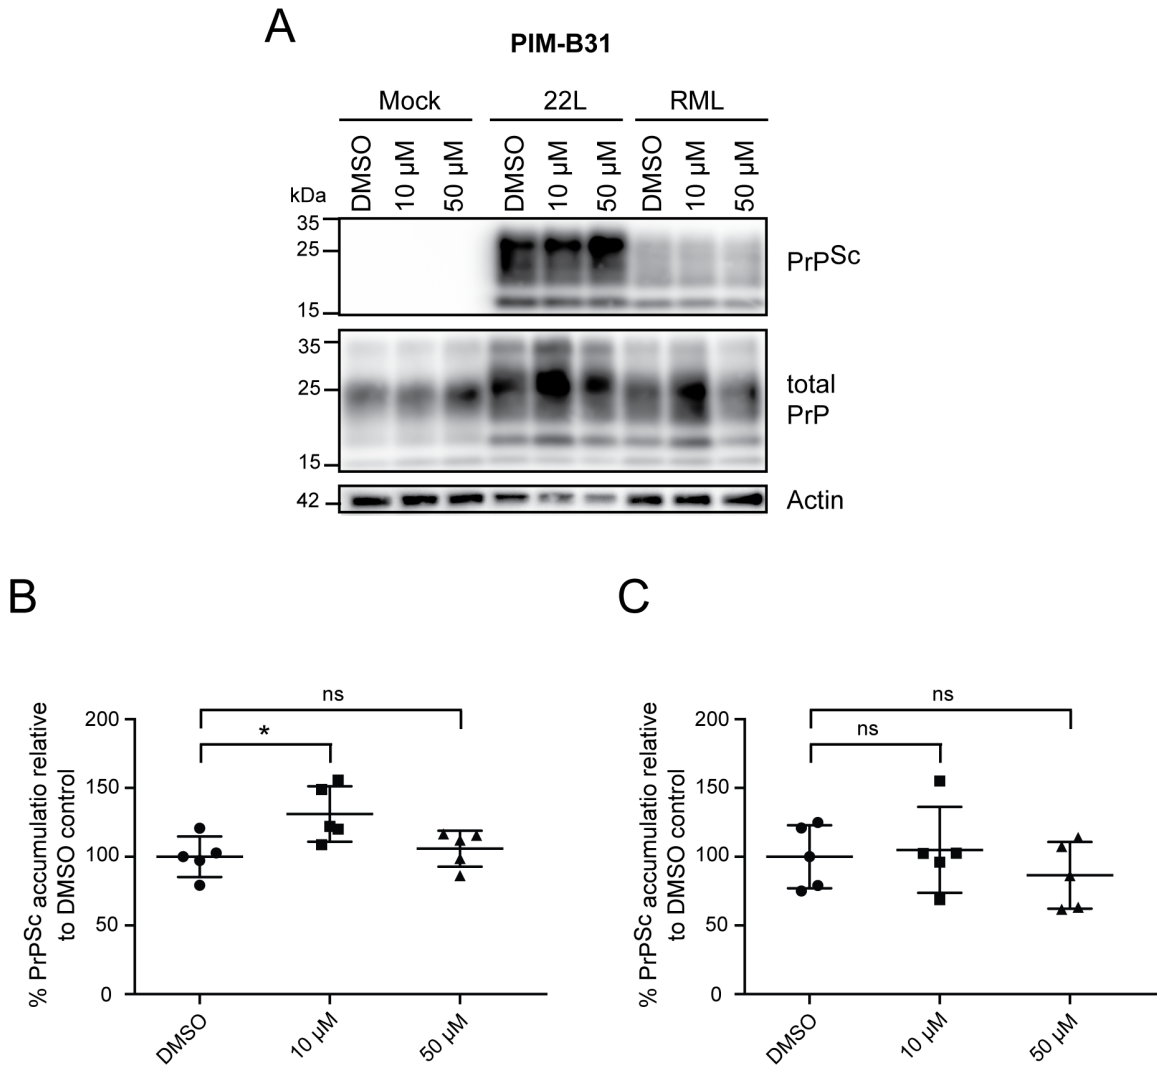 A
PIM-B31
Mock 22L RML
DMSO 10 µM 50 µM DMSO 10 µM 50 µM DMSO 10 µM 50 µM
kDa
35
25
15
PrPSc
35
25
15
total
PrP
42
Actin
B
% PrPSc accumulatio relative
to DMSO control
200
150
100
50
0
ns
*
DMSO 10 µM 50 µM
C
% PrPSc accumulatio relative
to DMSO control
200
150
100
50
0
ns
ns
DMSO 10 µM 50 µM